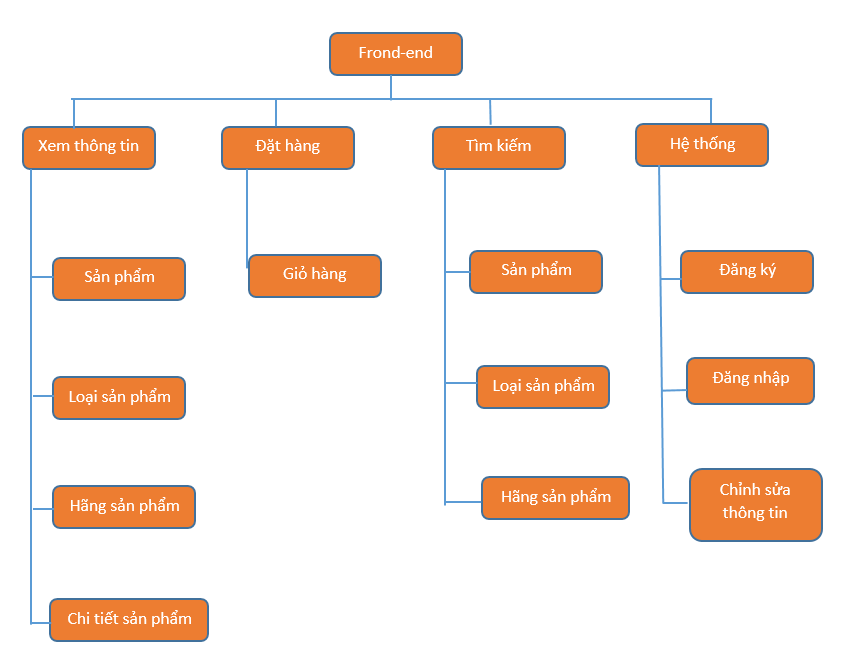 Frond-end
Xem thông tin
Đặt hàng
Tìm kiếm
Hệ thống
Sản phẩm
Giỏ hàng
Sản phẩm
Đăng ký
Loại sản phẩm
Loại sản phẩm
Đăng nhập
Hãng sản phẩm
Hãng sản phẩm
Chỉnh sửa
thông tin
Chi tiết sản phẩm